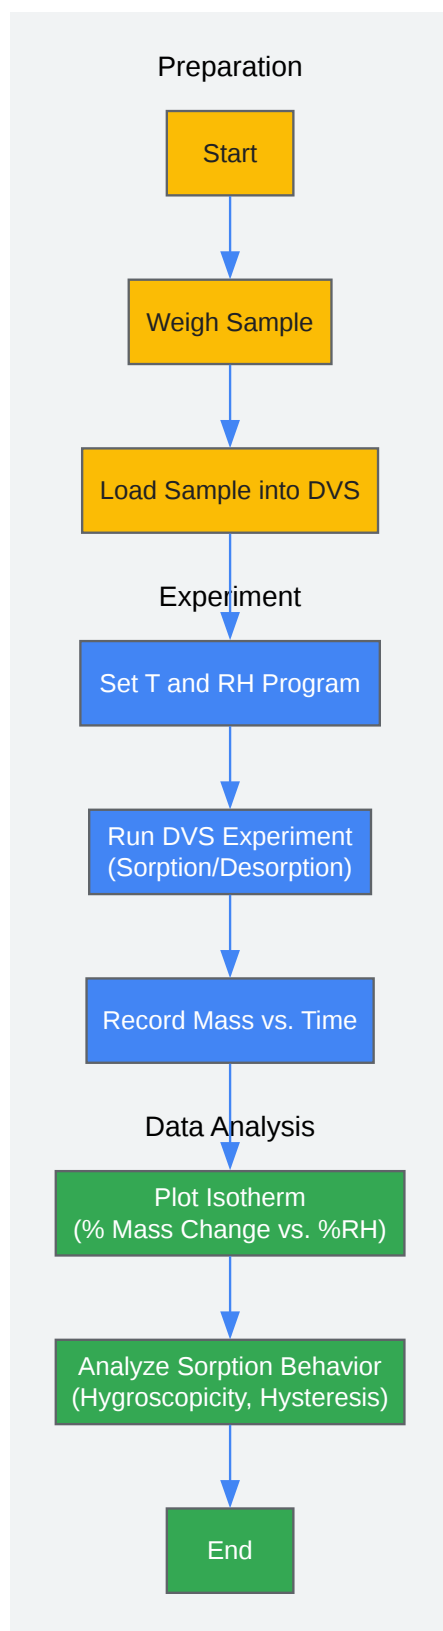 Preparation
Start
Weigh Sample
Load Sample into DVS
Experiment
Set T and RH Program
Run DVS Experiment
(Sorption/Desorption)
Record Mass vs. Time
Data Analysis
Plot Isotherm
(% Mass Change vs. %RH)
Analyze Sorption Behavior
(Hygroscopicity, Hysteresis)
End